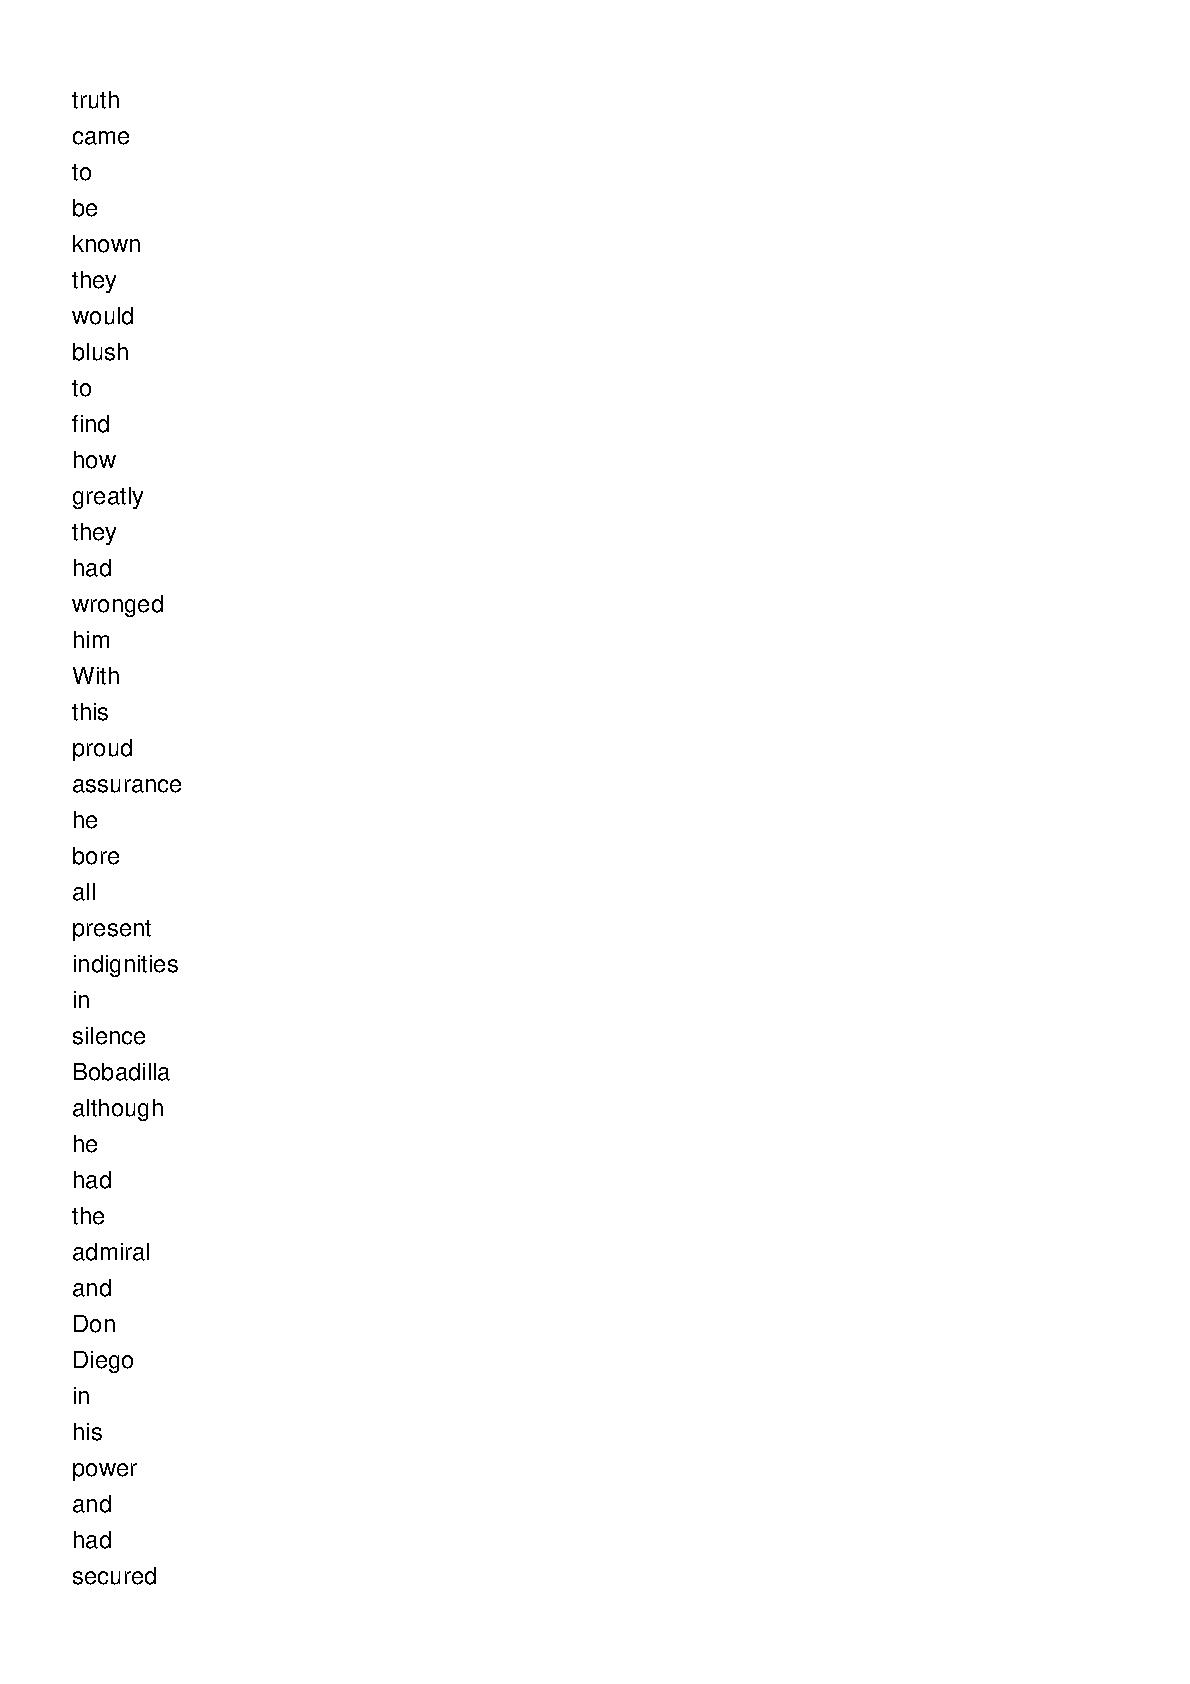 truth
came
to
be
known
they
would
blush
to
find
how
greatly
they
had
wronged
him
With
this
proud
assurance
he
bore
all
present
indignities
in
silence
Bobadilla
although
he
had
the
admiral
and
Don
Diego
in
his
power
and
had
secured